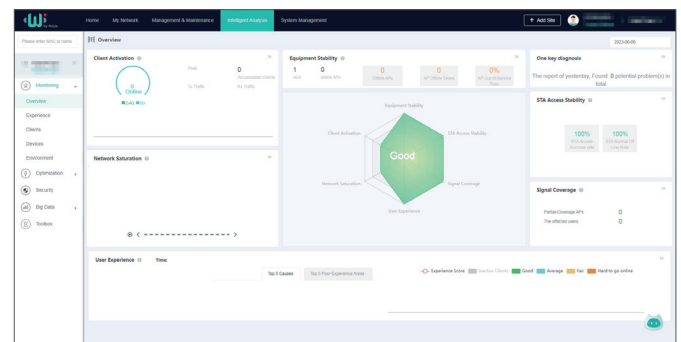 by Ruijie
Home My Network Management & Maintenance Intelligent Analysis System Management + Add Site
Please enter MAC or name
Overview
2023-06-06
Monitoring
Overview
Experience
Clients
Devices
Environment
Optimization
Security
Big Data
Toolbox
Client Activation
0
Online
2.4G 5G
Peak
0
Accumulated Clients
Tx Traffic
Rx Traffic
Network Saturation
Equipment Stability
1
ACs
0
online APs
0
Offline APs
0
AP Offline Times
0%
Equipment Stability
Client Activation
STA Access Stability
Good
Network Saturation
Signal Coverage
User Experience
One key diagnosis
The report of yesterday, Found 0 potential problem(s) in
total.
STA Access Stability
100%
100%
Signal Coverage
Partial-Coverage APs 0
The affected users 0
User Experience Time
Top 5 Causes Top 5 Poor-Experience Areas
Experience Score Inactive Clients Good Average Fair Hard to go online